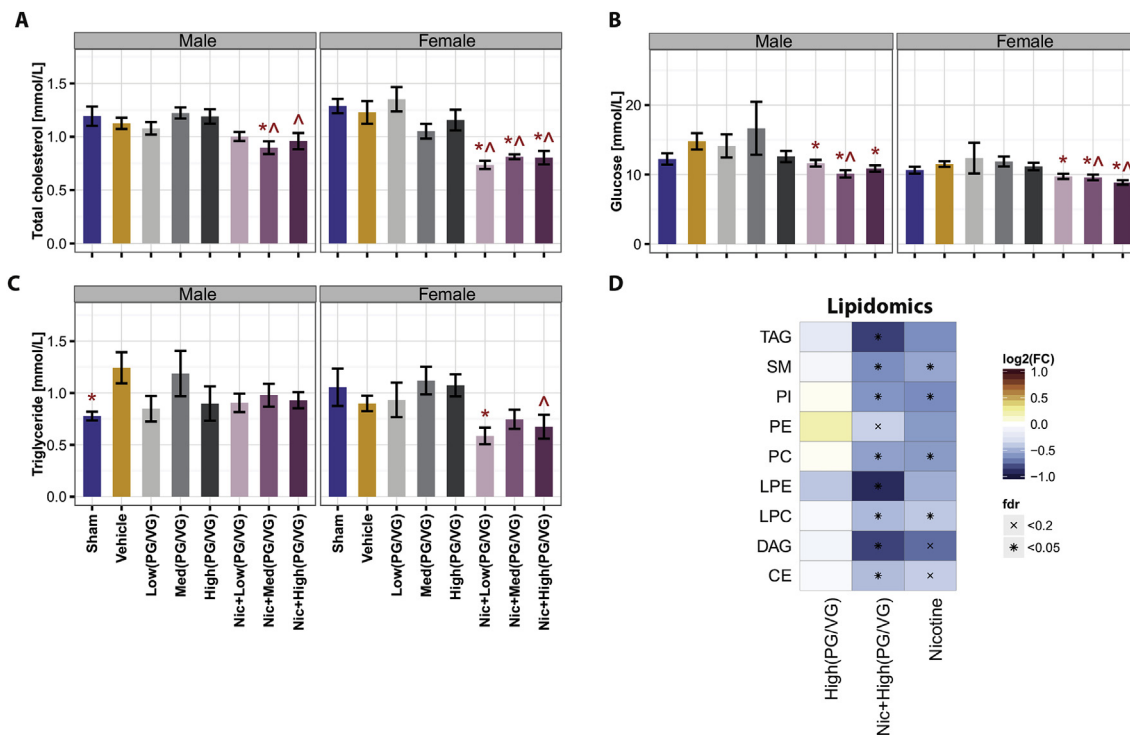 A
Male
Female
Total cholesterol [mmol/L]
1.5
1.0
0.5
0.0
*^
^
*^
*^
*^
B
Male
Female
Glucose [mmol/L]
20
10
0
*
*^
*
*
*^
*^
C
Male
Female
Triglyceride [mmol/L]
1.5
1.0
0.5
0.0
*
*
^
Sham
Vehicle
Low(PG/VG)
Med(PG/VG)
High(PG/VG)
Nic+Low(PG/VG)
Nic+Med(PG/VG)
Nic+High(PG/VG)
Sham
Vehicle
Low(PG/VG)
Med(PG/VG)
High(PG/VG)
Nic+Low(PG/VG)
Nic+Med(PG/VG)
Nic+High(PG/VG)
D
Lipidomics
TAG
SM
PI
PE
PC
LPE
LPC
DAG
CE
High(PG/VG)
Nic+High(PG/VG)
Nicotine
log2(FC)
1.0
0.5
0.0
−0.5
−1.0
fdr
× <0.2
* <0.05